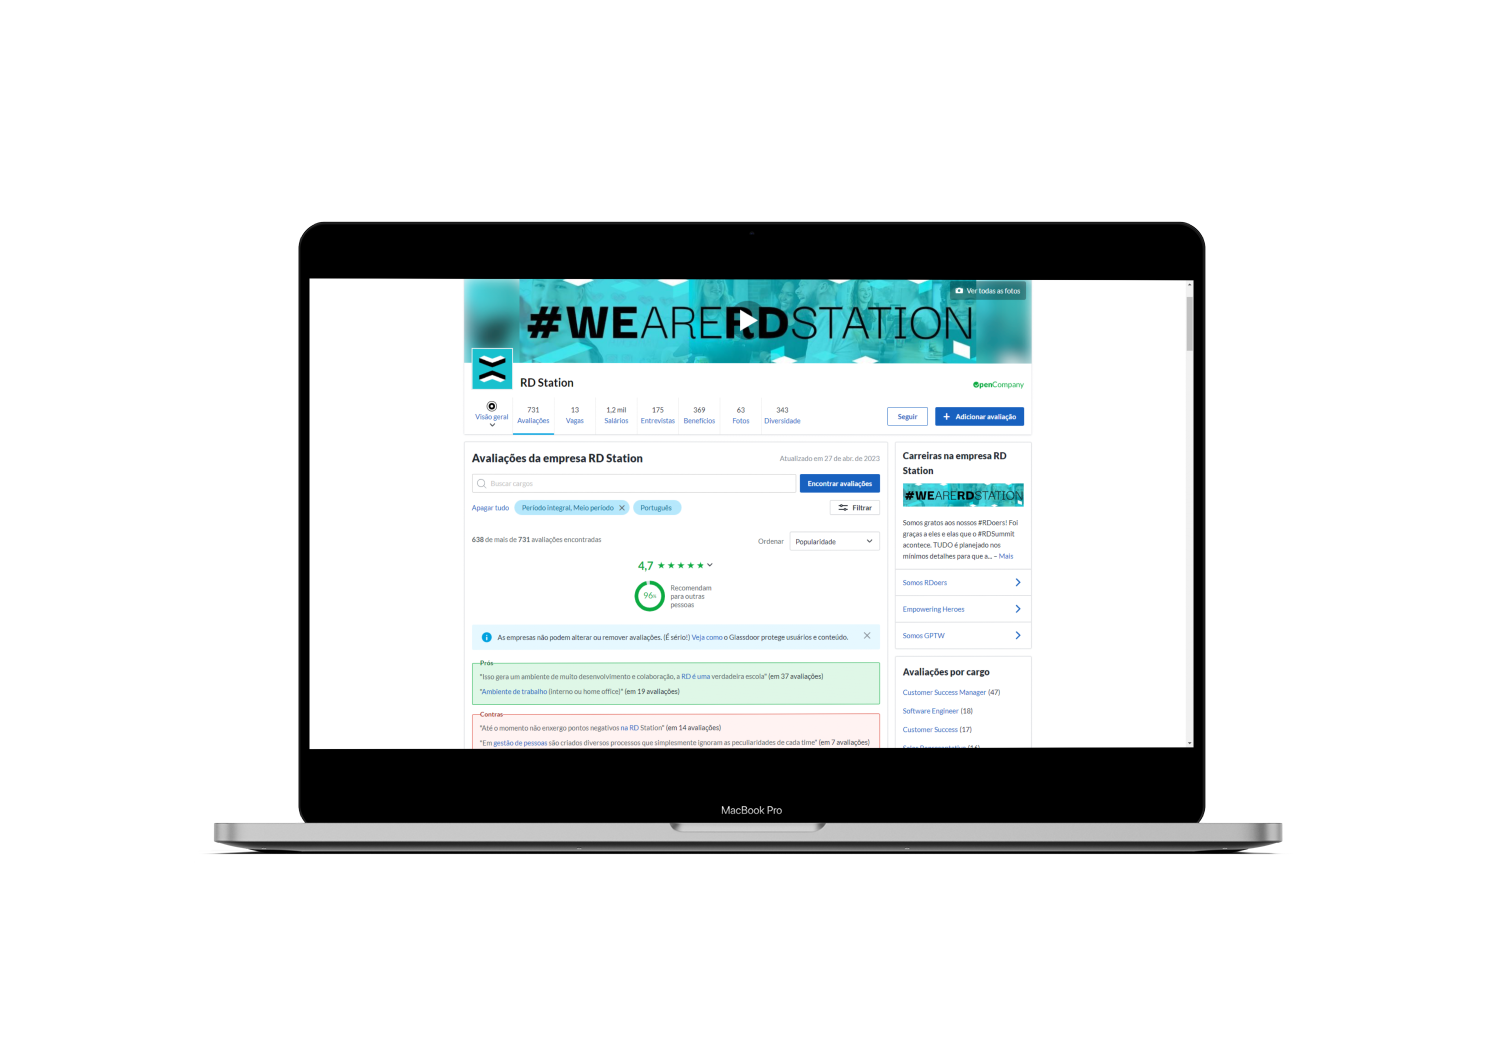 Ver todas as fotos
#WEARERDSTATION
RD Station
OpenCompany
Visão geral
731
Avaliações
13
Vagas
1,2 mil
Salários
175
Entrevistas
369
Benefícios
63
Fotos
343
Diversidade
Seguir
+ Adicionar avaliação
Avaliações da empresa RD Station
Atualizado em 27 de abr. de 2023
Buscar cargos
Encontrar avaliações
Apagar tudo
Período integral, Meio período
Português
Filtrar
638 de mais de 731 avaliações encontradas
Ordenar
Popularidade
4,7 ★★★★★
96%
Recomendam
para outras
pessoas
As empresas não podem alterar ou remover avaliações. (É sério!) Veja como o Glassdoor protege usuários e conteúdo.
Prós
"Isso gera um ambiente de muito desenvolvimento e colaboração, a RD é uma verdadeira escola" (em 37 avaliações)
"Ambiente de trabalho (interno ou home office)" (em 19 avaliações)
Contras
"Até o momento não enxergo pontos negativos na RD Station" (em 14 avaliações)
"Em gestão de pessoas são criados diversos processos que simplesmente ignoram as peculiaridades de cada time" (em 7 avaliações)
Carreiras na empresa RD
Station
#WEARERDSTATION
Somos gratos aos nossos #RDoers! Foi
graças a eles e elas que o #RDSummit
acontece. TUDO é planejado nos
mínimos detalhes para que a... – Mais
Somos RDoers
Empowering Heroes
Somos GPTW
Avaliações por cargo
Customer Success Manager (47)
Software Engineer (18)
Customer Success (17)
MacBook Pro